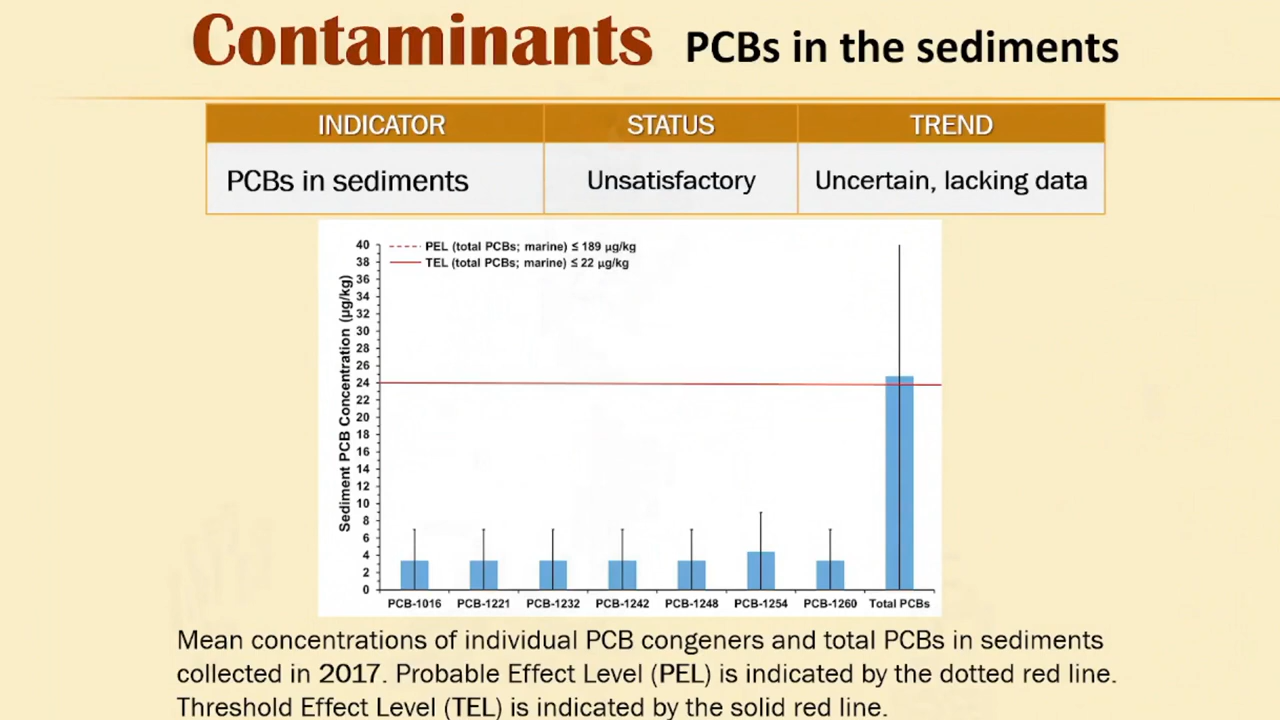 Contaminants PCBs in the sediments
INDICATOR STATUS TREND
PCBs in sediments Unsatisfactory Uncertain, lacking data
PEL (total PCBs; marine) ≤ 189 µg/kg
TEL (total PCBs; marine) ≤ 22 µg/kg
Sediment PCB Concentration (µg/kg)
40
38
36
34
32
30
28
26
24
22
20
18
16
14
12
10
8
6
4
2
0
PCB-1016 PCB-1221 PCB-1232 PCB-1242 PCB-1248 PCB-1254 PCB-1260 Total PCBs
Mean concentrations of individual PCB congeners and total PCBs in sediments
collected in 2017. Probable Effect Level (PEL) is indicated by the dotted red line.
Threshold Effect Level (TEL) is indicated by the solid red line.